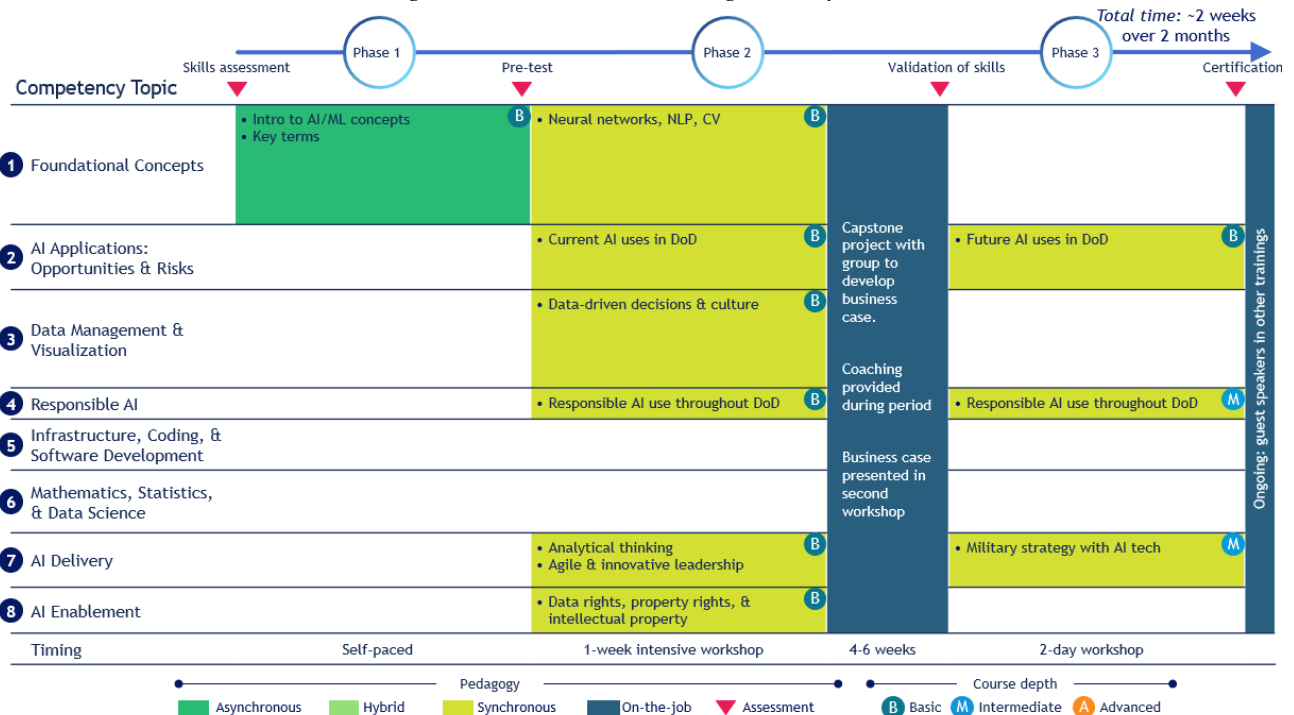 Total time: ~2 weeks
over 2 months
Phase 1
Phase 2
Phase 3
Skills assessment
Pre-test
Validation of skills
Certification
Competency Topic
1 Foundational Concepts
• Intro to AI/ML concepts
• Key terms
B
• Neural networks, NLP, CV
B
2 AI Applications:
Opportunities & Risks
• Current AI uses in DoD
B
• Future AI uses in DoD
B
3 Data Management &
Visualization
• Data-driven decisions & culture
B
4 Responsible AI
• Responsible AI use throughout DoD
B
• Responsible AI use throughout DoD
M
5 Infrastructure, Coding, &
Software Development
6 Mathematics, Statistics,
& Data Science
7 AI Delivery
• Analytical thinking
• Agile & innovative leadership
B
• Military strategy with AI tech
M
8 AI Enablement
• Data rights, property rights, &
intellectual property
B
Capstone
project with
group to
develop
business
case.
Coaching
provided
during period
Business case
presented in
second
workshop
Ongoing: guest speakers in other trainings
Timing
Self-paced
1-week intensive workshop
4-6 weeks
2-day workshop
Pedagogy
Asynchronous
Hybrid
Synchronous
On-the-job
Assessment
Course depth
B Basic
M Intermediate
A Advanced